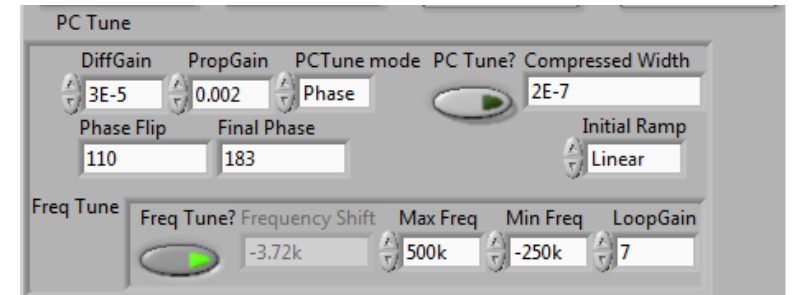 PC Tune
DiffGain PropGain PCTune mode PC Tune? Compressed Width
3E-5 0.002 Phase 2E-7
Phase Flip Final Phase Initial Ramp
110 183 Linear
Freq Tune
Freq Tune? Frequency Shift Max Freq Min Freq LoopGain
-3.72k 500k -250k 7